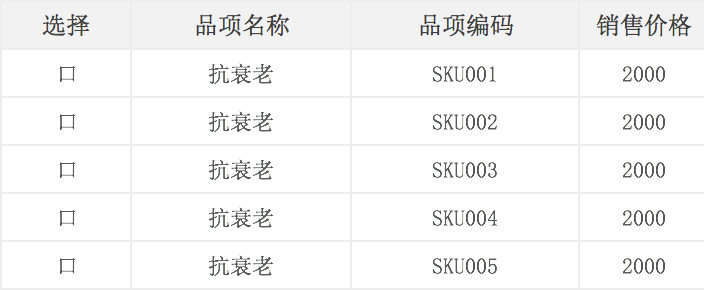 选择 品项名称 品项编码 销售价格
口 抗衰老 SKU001 2000
口 抗衰老 SKU002 2000
口 抗衰老 SKU003 2000
口 抗衰老 SKU004 2000
口 抗衰老 SKU005 2000